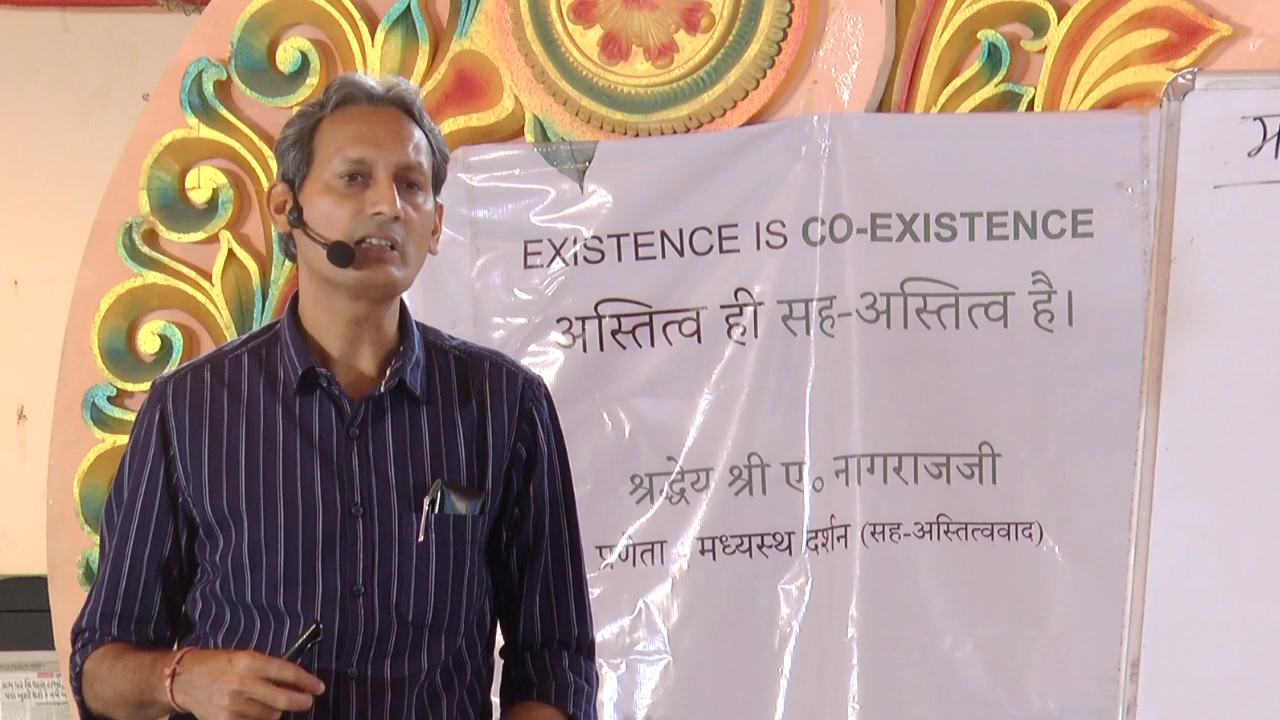 EXISTENCE IS CO-EXISTENCE
अस्तित्व ही सह-अस्तित्व है।
श्रद्धेय श्री ए॰ नागराजजी
प्रणेता - मध्यस्थ दर्शन (सह-अस्तित्ववाद)